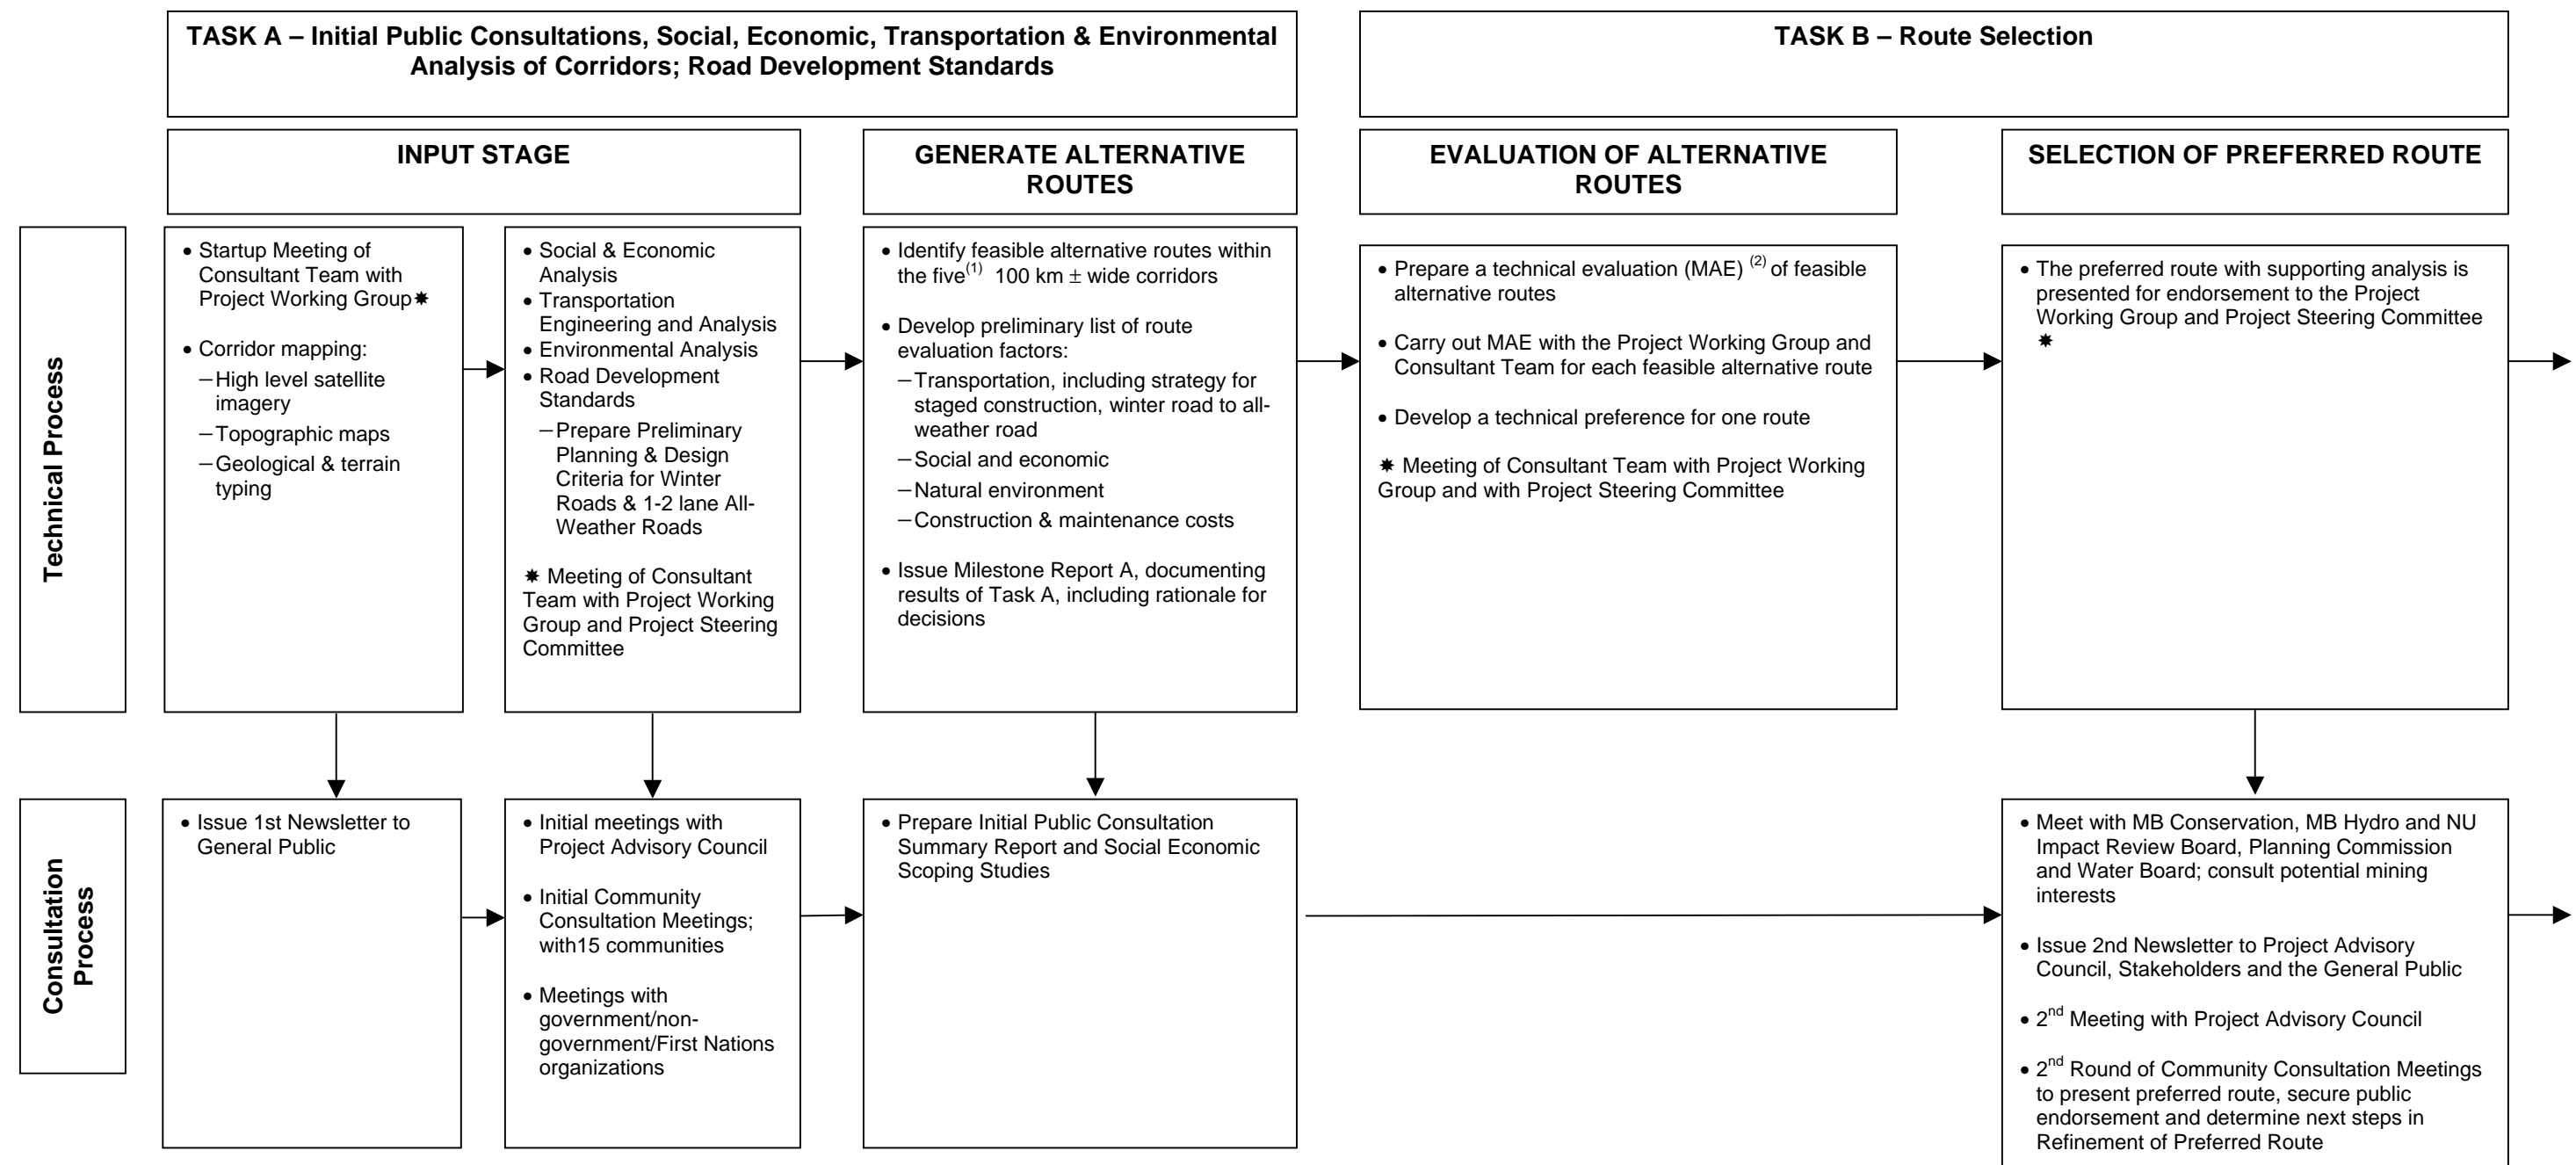 TASK A – Initial Public Consultations, Social, Economic, Transportation & Environmental
Analysis of Corridors; Road Development Standards
TASK B – Route Selection
INPUT STAGE
GENERATE ALTERNATIVE
ROUTES
EVALUATION OF ALTERNATIVE
ROUTES
SELECTION OF PREFERRED ROUTE
Technical Process
• Startup Meeting of
Consultant Team with
Project Working Group✷
• Corridor mapping:
–High level satellite
imagery
–Topographic maps
–Geological & terrain
typing
• Social & Economic
Analysis
• Transportation
Engineering and Analysis
• Environmental Analysis
• Road Development
Standards
–Prepare Preliminary
Planning & Design
Criteria for Winter
Roads & 1-2 lane All-
Weather Roads
✷ Meeting of Consultant
Team with Project Working
Group and Project Steering
Committee
• Identify feasible alternative routes within
the five(1) 100 km ± wide corridors
• Develop preliminary list of route
evaluation factors:
–Transportation, including strategy for
staged construction, winter road to all-
weather road
–Social and economic
–Natural environment
–Construction & maintenance costs
• Issue Milestone Report A, documenting
results of Task A, including rationale for
decisions
• Prepare a technical evaluation (MAE) (2) of feasible
alternative routes
• Carry out MAE with the Project Working Group and
Consultant Team for each feasible alternative route
• Develop a technical preference for one route
✷ Meeting of Consultant Team with Project Working
Group and with Project Steering Committee
• The preferred route with supporting analysis is
presented for endorsement to the Project
Working Group and Project Steering Committee
✷
Consultation
Process
• Issue 1st Newsletter to
General Public
• Initial meetings with
Project Advisory Council
• Initial Community
Consultation Meetings;
with15 communities
• Meetings with
government/non-
government/First Nations
organizations
• Prepare Initial Public Consultation
Summary Report and Social Economic
Scoping Studies
• Meet with MB Conservation, MB Hydro and NU
Impact Review Board, Planning Commission
and Water Board; consult potential mining
interests
• Issue 2nd Newsletter to Project Advisory
Council, Stakeholders and the General Public
• 2nd Meeting with Project Advisory Council
• 2nd Round of Community Consultation Meetings
to present preferred route, secure public
endorsement and determine next steps in
Refinement of Preferred Route